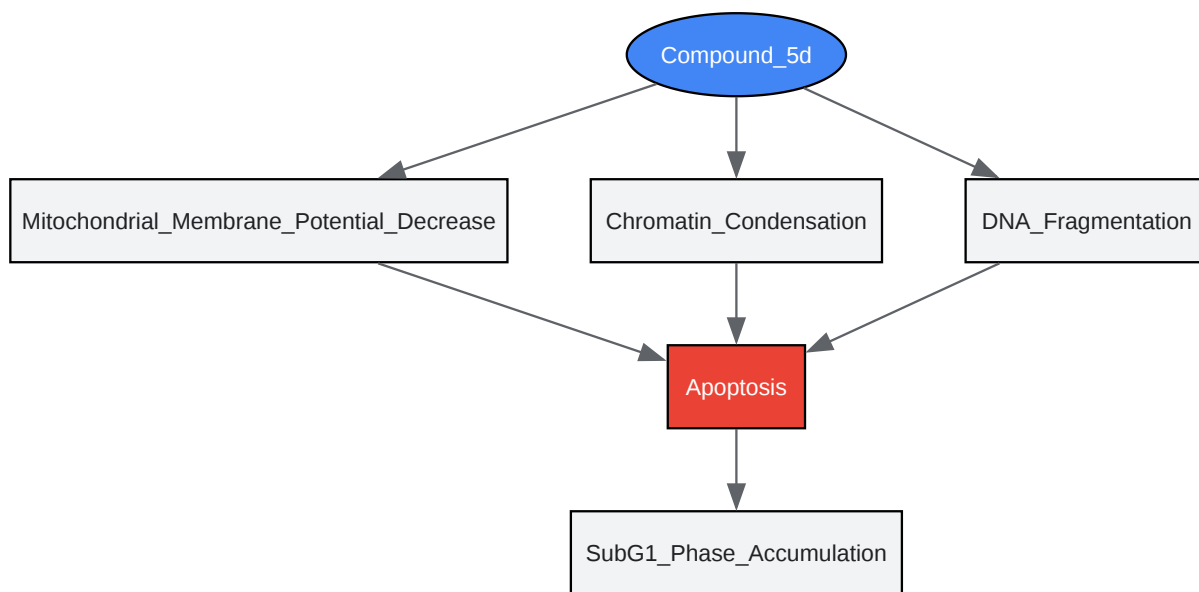 Compound_5d
Mitochondrial_Membrane_Potential_Decrease
Chromatin_Condensation
DNA_Fragmentation
Apoptosis
SubG1_Phase_Accumulation